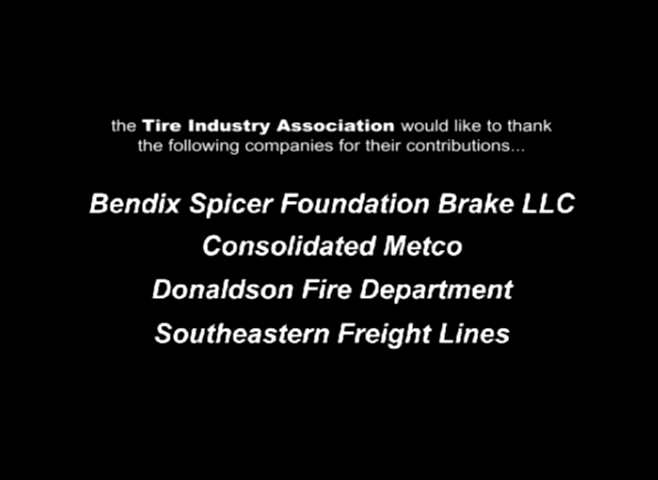 the Tire Industry Association would like to thank
the following companies for their contributions...
Bendix Spicer Foundation Brake LLC
Consolidated Metco
Donaldson Fire Department
Southeastern Freight Lines